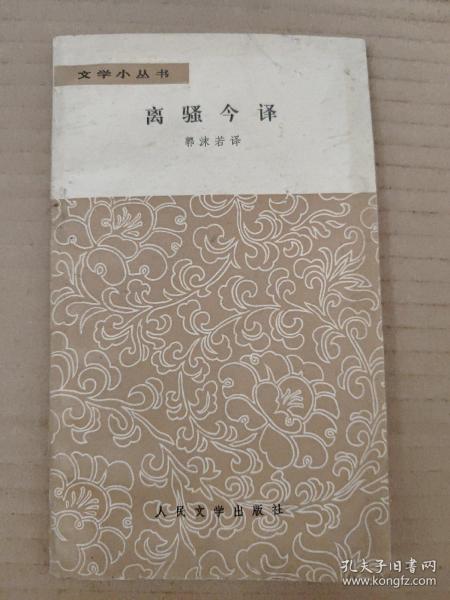 文学小丛书
离骚今译
郭沫若译
人民文学出版社
孔夫子旧书网
www.kongfz.com